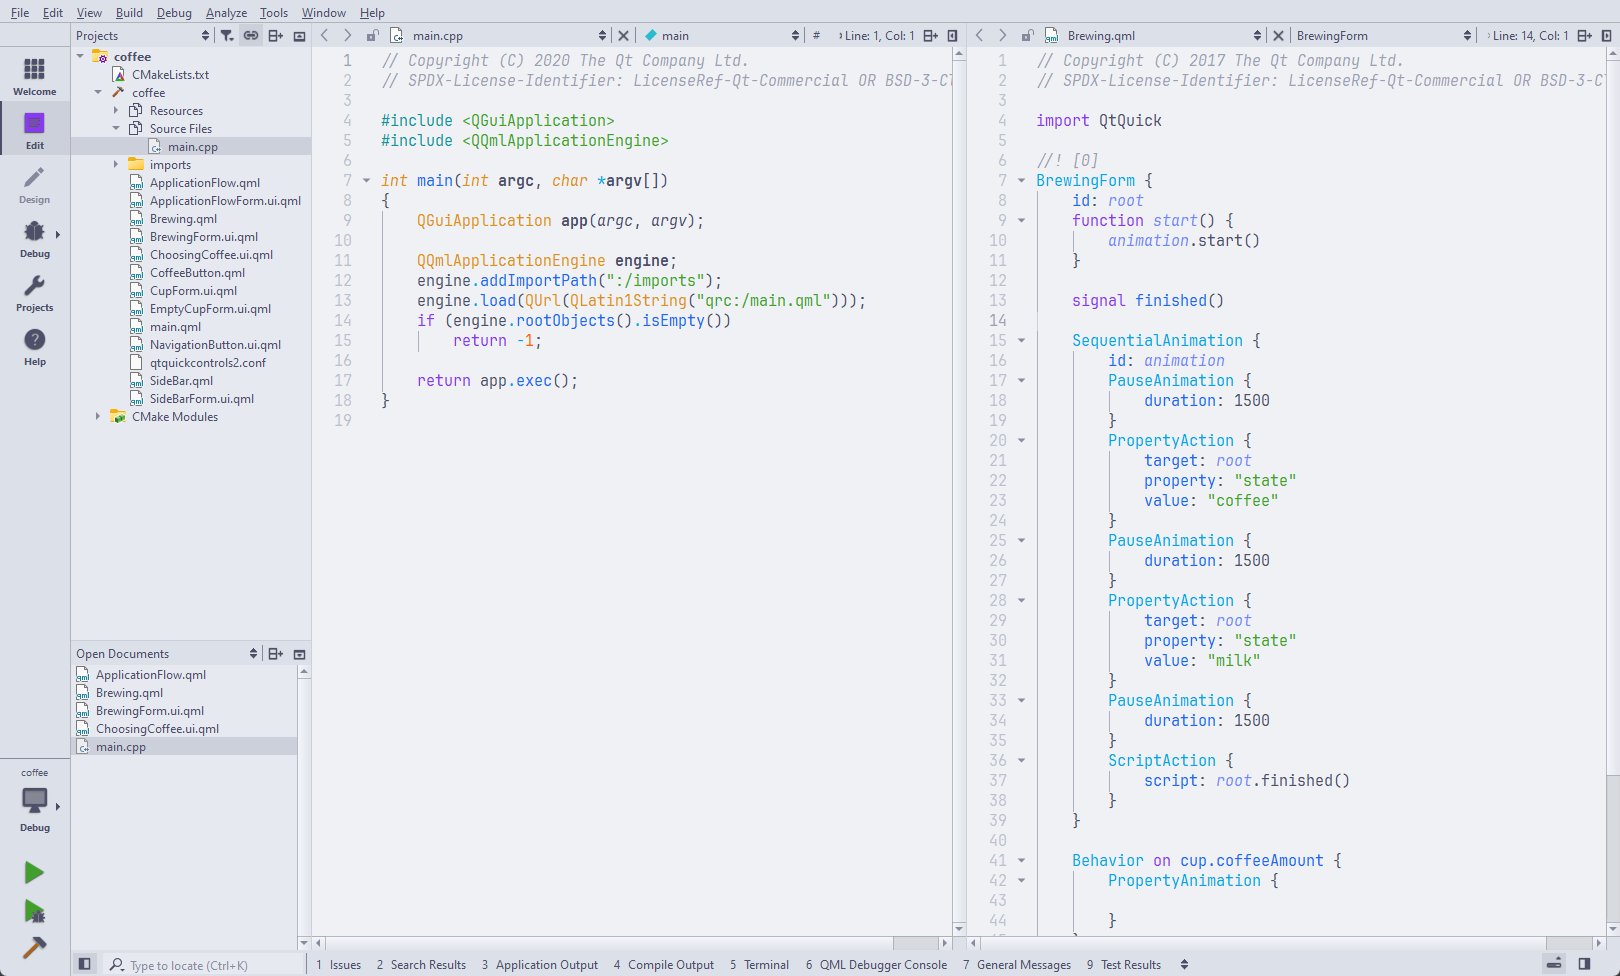 File Edit View Build Debug Analyze Tools Window Help
Projects
main.cpp
main
#
Line: 1, Col: 1
Brewing.qml
BrewingForm
Line: 14, Col: 1
Welcome
Edit
Design
Debug
Projects
Help
coffee
Debug
coffee
CMakeLists.txt
coffee
Resources
Source Files
main.cpp
imports
ApplicationFlow.qml
ApplicationFlowForm.ui.qml
Brewing.qml
BrewingForm.ui.qml
ChoosingCoffee.ui.qml
CoffeeButton.qml
CupForm.ui.qml
EmptyCupForm.ui.qml
main.qml
NavigationButton.ui.qml
qtquickcontrols2.conf
SideBar.qml
SideBarForm.ui.qml
CMake Modules
Open Documents
ApplicationFlow.qml
Brewing.qml
BrewingForm.ui.qml
ChoosingCoffee.ui.qml
main.cpp
1 // Copyright (C) 2020 The Qt Company Ltd.
2 // SPDX-License-Identifier: LicenseRef-Qt-Commercial OR BSD-3-Cl
3
4 #include <QGuiApplication>
5 #include <QQmlApplicationEngine>
6
7 int main(int argc, char *argv[])
8 {
9 QGuiApplication app(argc, argv);
10
11 QQmlApplicationEngine engine;
12 engine.addImportPath(":/imports");
13 engine.load(QUrl(QLatin1String("qrc:/main.qml")));
14 if (engine.rootObjects().isEmpty())
15 return -1;
16
17 return app.exec();
18 }
19
1 // Copyright (C) 2017 The Qt Company Ltd.
2 // SPDX-License-Identifier: LicenseRef-Qt-Commercial OR BSD-3-C
3
4 import QtQuick
5
6 //! [0]
7 BrewingForm {
8 id: root
9 function start() {
10 animation.start()
11 }
12
13 signal finished()
14
15 SequentialAnimation {
16 id: animation
17 PauseAnimation {
18 duration: 1500
19 }
20 PropertyAction {
21 target: root
22 property: "state"
23 value: "coffee"
24 }
25 PauseAnimation {
26 duration: 1500
27 }
28 PropertyAction {
29 target: root
30 property: "state"
31 value: "milk"
32 }
33 PauseAnimation {
34 duration: 1500
35 }
36 ScriptAction {
37 script: root.finished()
38 }
39 }
40
41 Behavior on cup.coffeeAmount {
42 PropertyAnimation {
43
44 }
Type to locate (Ctrl+K)
1 Issues 2 Search Results 3 Application Output 4 Compile Output 5 Terminal 6 QML Debugger Console 7 General Messages 9 Test Results